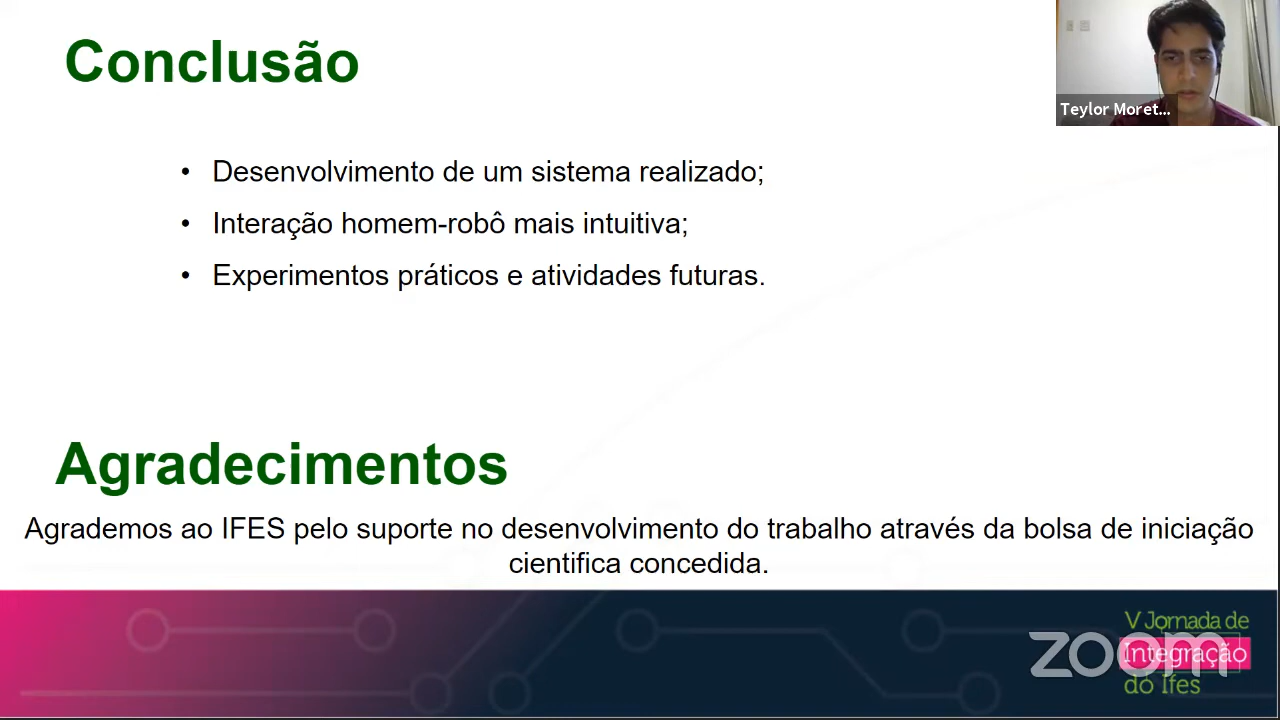 Conclusão
Teylor Moret...
• Desenvolvimento de um sistema realizado;
• Interação homem-robô mais intuitiva;
• Experimentos práticos e atividades futuras.
Agradecimentos
Agrademos ao IFES pelo suporte no desenvolvimento do trabalho através da bolsa de iniciação
cientifica concedida.
V Jornada de
Integração
do Ifes
zoom